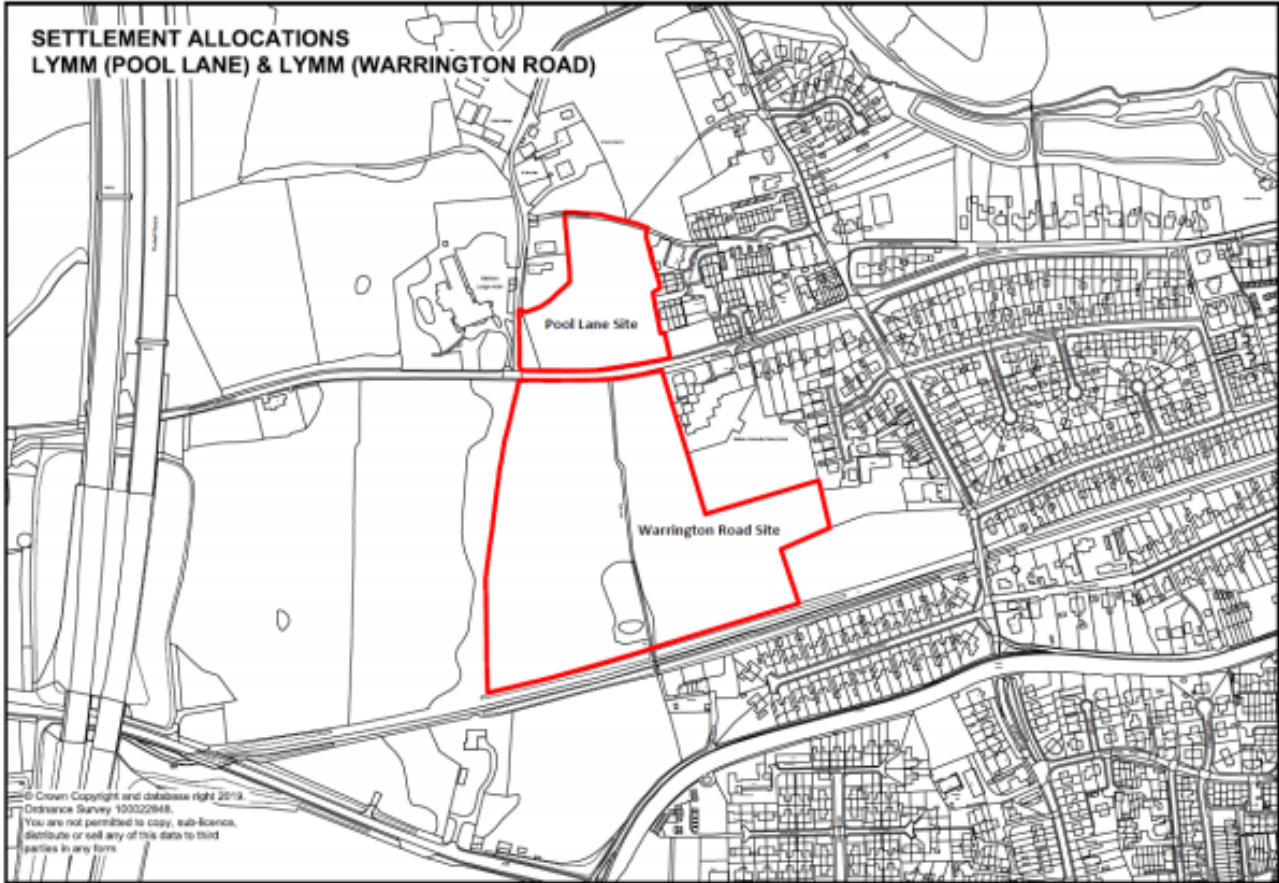 SETTLEMENT ALLOCATIONS
LYMM (POOL LANE) & LYMM (WARRINGTON ROAD)
Pool Lane Site
Warrington Road Site
© Crown Copyright and database right 2019.
Ordnance Survey 100022848.
You are not permitted to copy, sub-licence,
distribute or sell any of this data to third
parties in any form